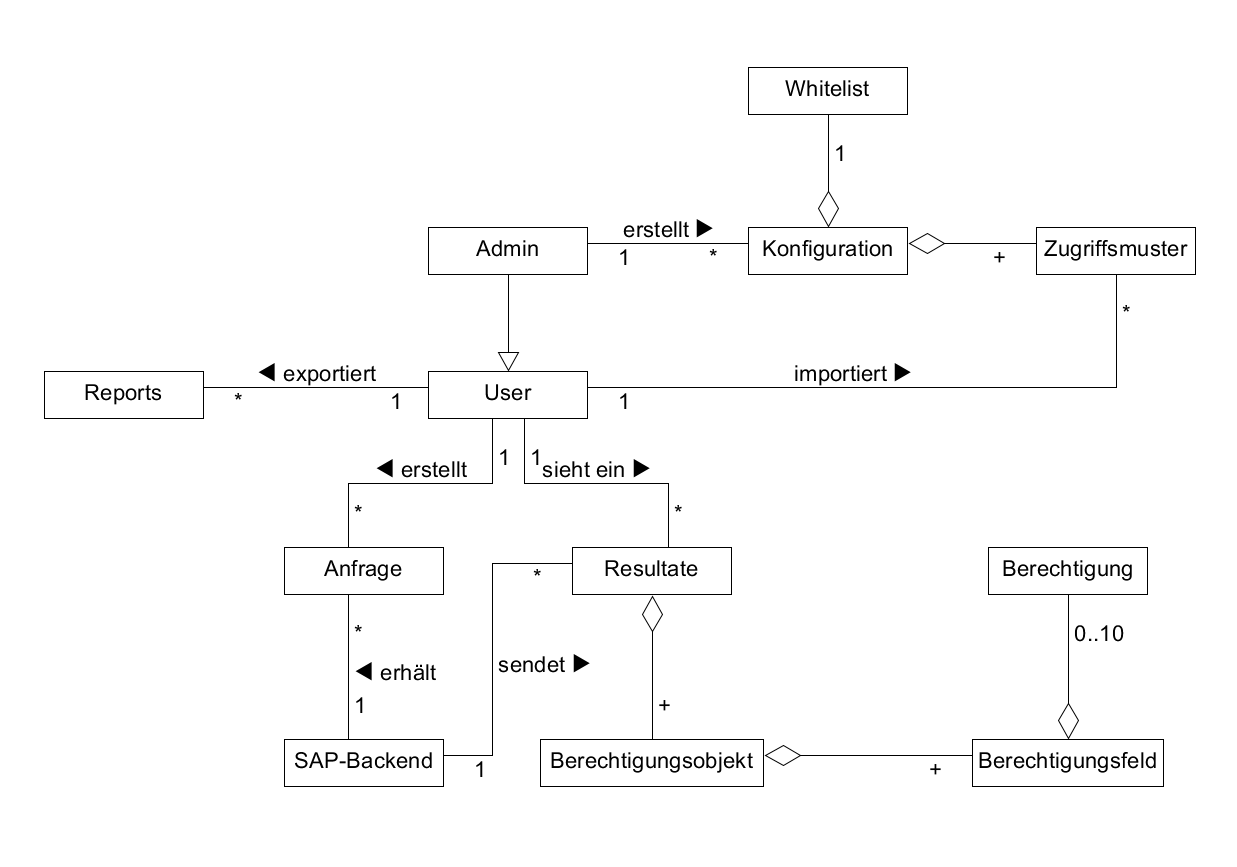 Whitelist
1
erstellt ▶
Admin
Konfiguration
Zugriffsmuster
1
*
+
*
◀ exportiert
importiert ▶
Reports
User
*
1
1
1
1
◀ erstellt
sieht ein ▶
*
*
Anfrage
Resultate
Berechtigung
*
*
0..10
sendet ▶
◀ erhält
1
+
SAP-Backend
Berechtigungsobjekt
Berechtigungsfeld
1
+